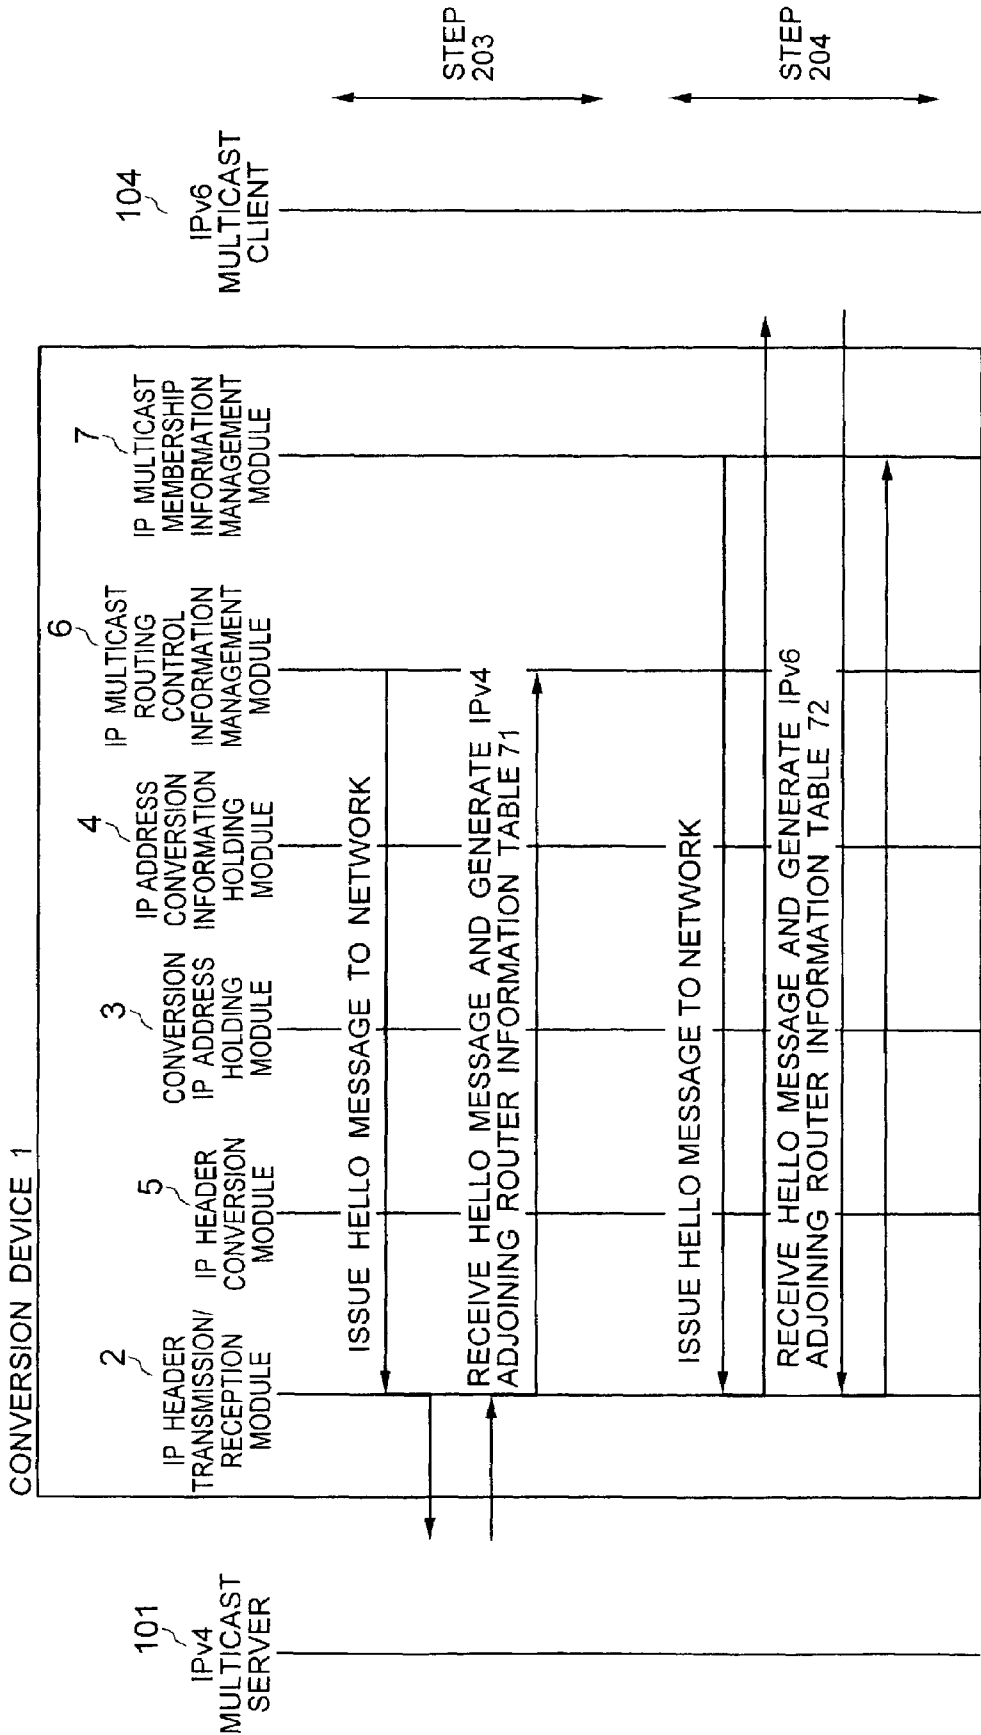 CONVERSION DEVICE 1
101
IPv4
MULTICAST
SERVER
2
IP HEADER
TRANSMISSION/
RECEPTION
MODULE
5
IP HEADER
CONVERSION
MODULE
3
CONVERSION
IP ADDRESS
HOLDING
MODULE
4
IP ADDRESS
CONVERSION
INFORMATION
HOLDING
MODULE
6
IP MULTICAST
ROUTING
CONTROL
INFORMATION
MANAGEMENT
MODULE
7
IP MULTICAST
MEMBERSHIP
INFORMATION
MANAGEMENT
MODULE
104
IPv6
MULTICAST
CLIENT
ISSUE HELLO MESSAGE TO NETWORK
RECEIVE HELLO MESSAGE AND GENERATE IPv4
ADJOINING ROUTER INFORMATION TABLE 71
STEP
203
ISSUE HELLO MESSAGE TO NETWORK
RECEIVE HELLO MESSAGE AND GENERATE IPv6
ADJOINING ROUTER INFORMATION TABLE 72
STEP
204